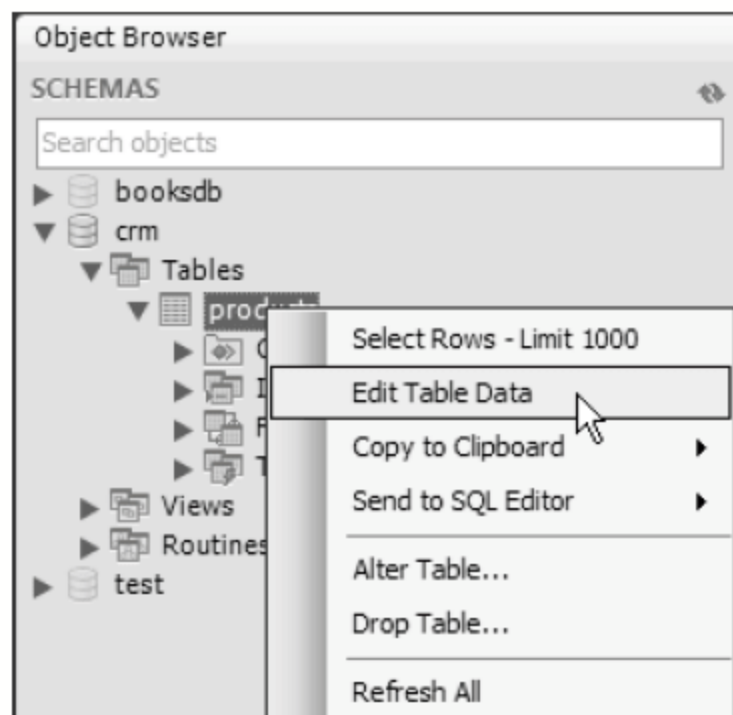 Object Browser
SCHEMAS
Search objects
booksdb
crm
Tables
Select Rows - Limit 1000
Edit Table Data
Copy to Clipboard
Send to SQL Editor
Views
Routines
Alter Table...
test
Drop Table...
Refresh All